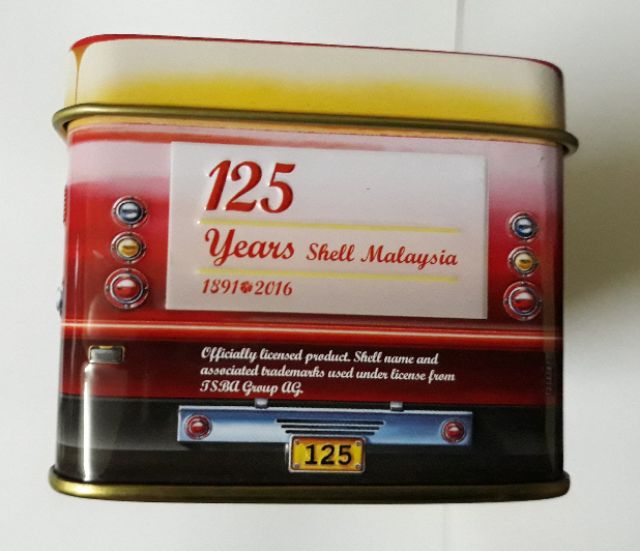 125
Years Shell Malaysia
1891❁2016
Officially licensed product. Shell name and
associated trademarks used under license from
TSBA Group AG.
125